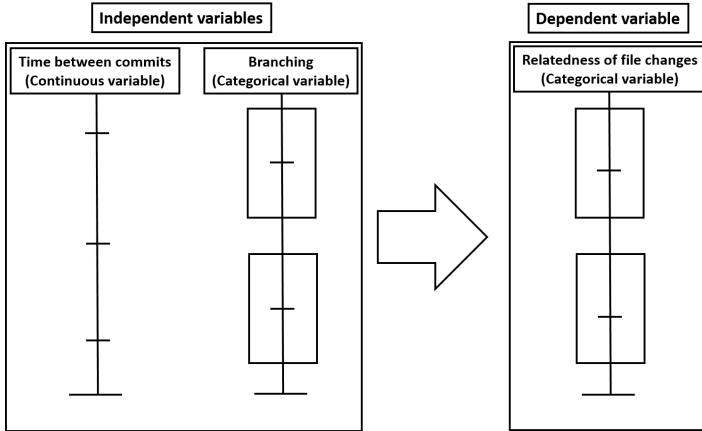 Independent variables
Dependent variable
Time between commits
(Continuous variable)
Branching
(Categorical variable)
Relatedness of file changes
(Categorical variable)